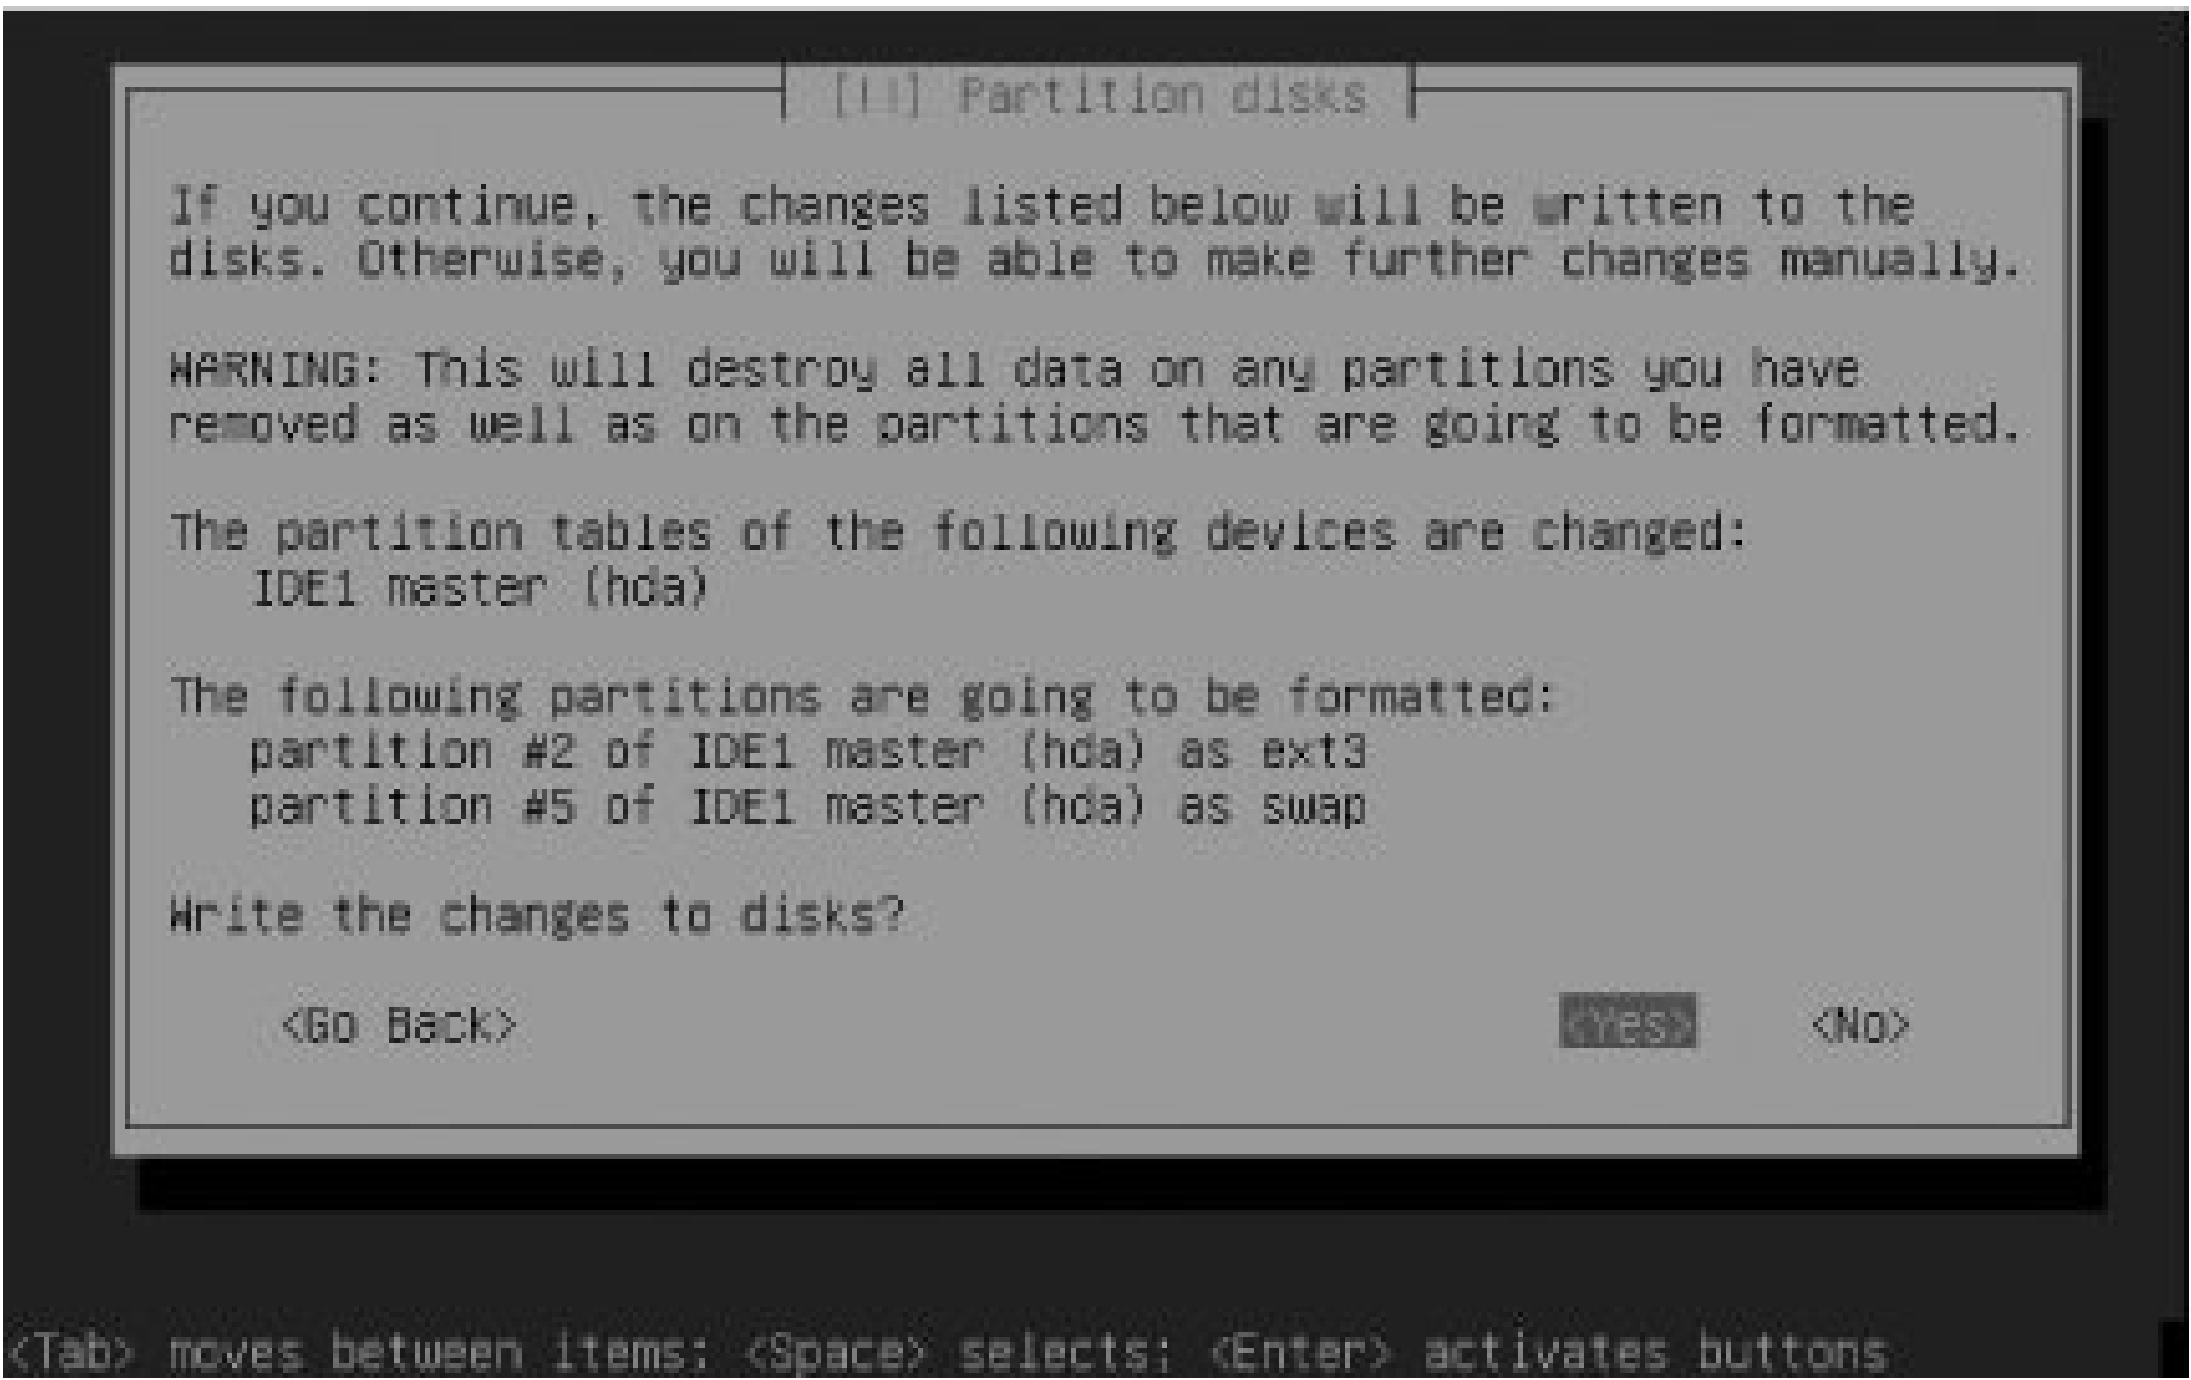 [!!] Partition disks
If you continue, the changes listed below will be written to the
disks. Otherwise, you will be able to make further changes manually.
WARNING: This will destroy all data on any partitions you have
removed as well as on the partitions that are going to be formatted.
The partition tables of the following devices are changed:
IDE1 master (hda)
The following partitions are going to be formatted:
partition #2 of IDE1 master (hda) as ext3
partition #5 of IDE1 master (hda) as swap
Write the changes to disks?
<Go Back> <Yes> <No>
<Tab> moves between items; <Space> selects; <Enter> activates buttons